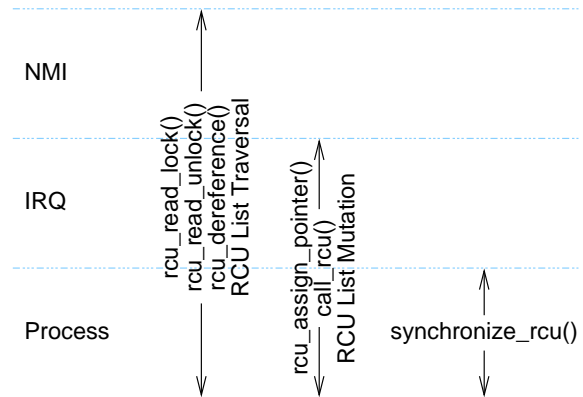 NMI
rcu_read_lock()
rcu_read_unlock()
rcu_dereference()
RCU List Traversal
IRQ
rcu_assign_pointer()
call_rcu()
RCU List Mutation
Process
synchronize_rcu()